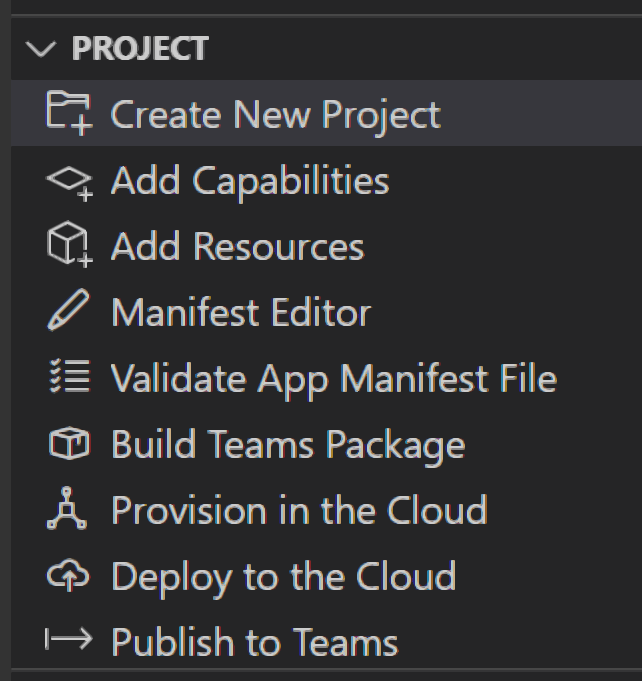 PROJECT
Create New Project
Add Capabilities
Add Resources
Manifest Editor
Validate App Manifest File
Build Teams Package
Provision in the Cloud
Deploy to the Cloud
Publish to Teams